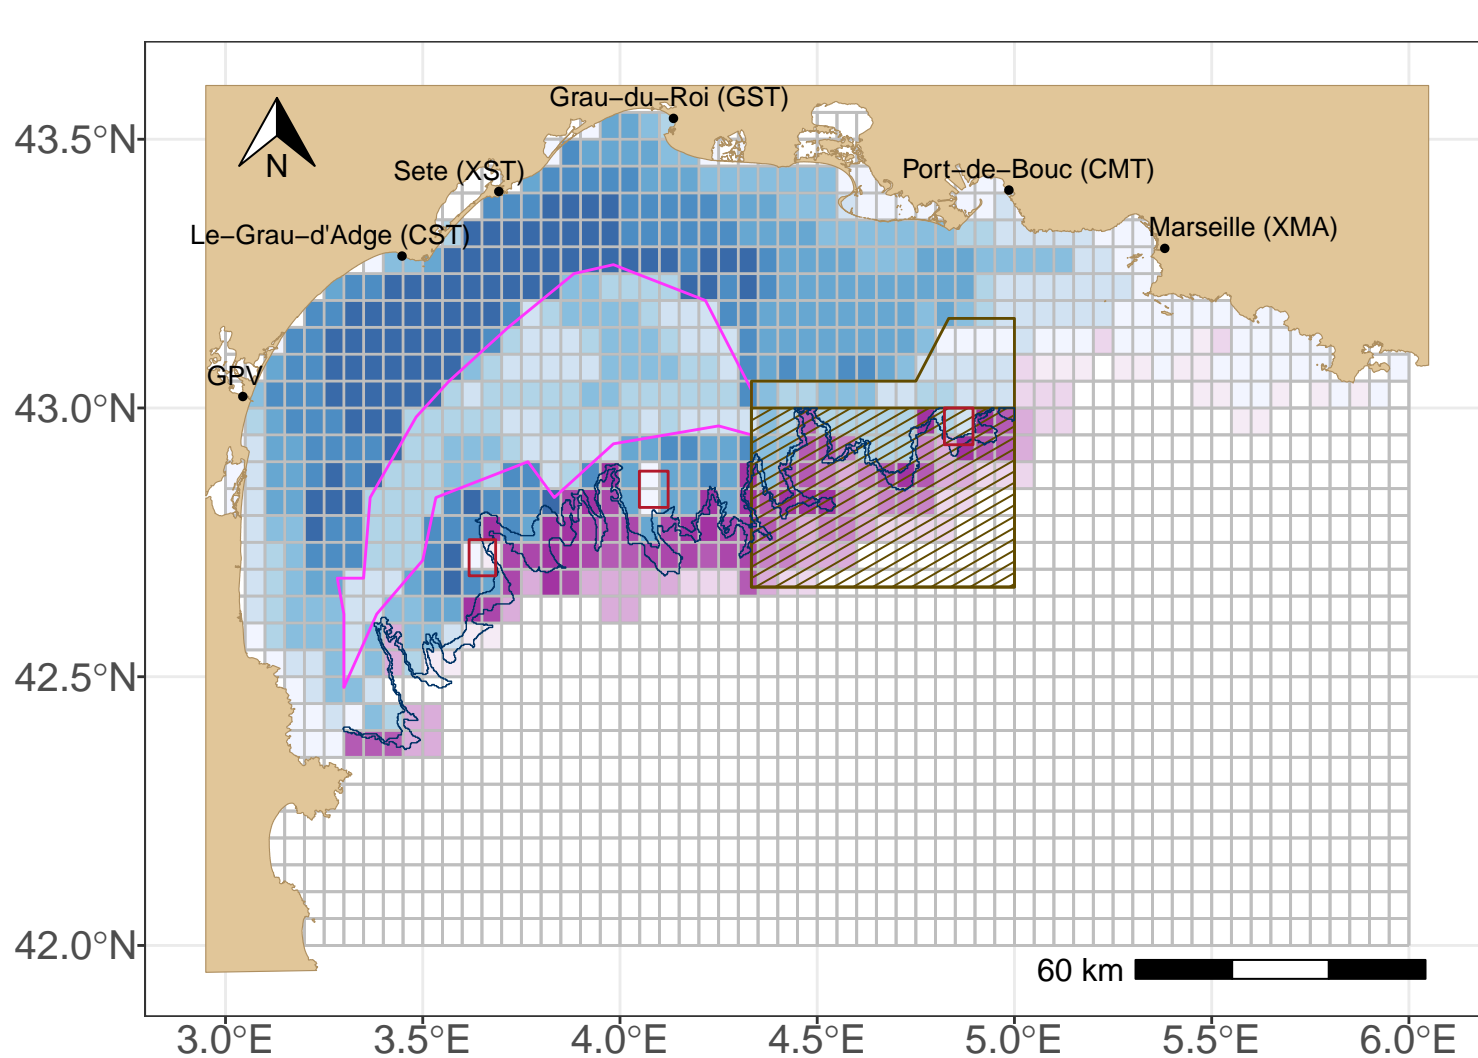 Grau−du−Roi (GST)
43.5°N
N
Sete (XST)
Port−de−Bouc (CMT)
Le−Grau−d'Adge (CST)
Marseille (XMA)
GPV
43.0°N
42.5°N
42.0°N
60 km
3.0°E 3.5°E 4.0°E 4.5°E 5.0°E 5.5°E 6.0°E